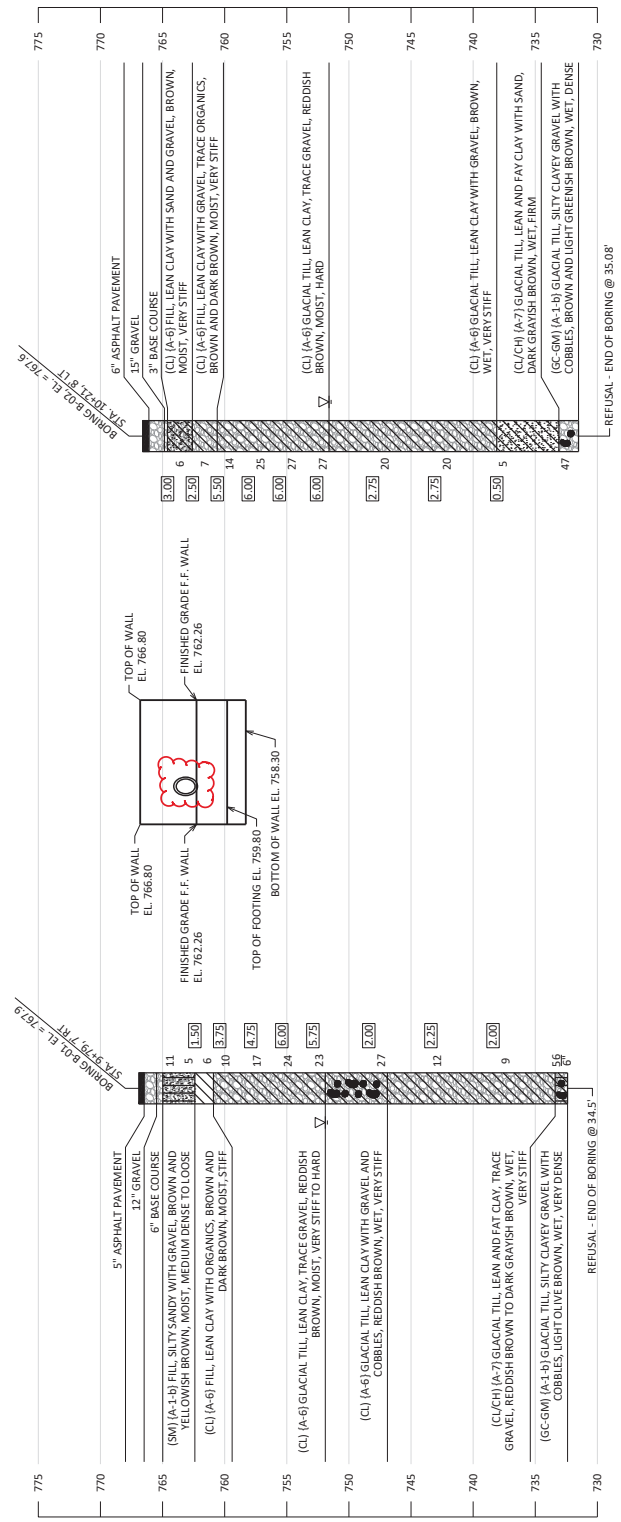 775
770
765
760
755
750
745
740
735
730
BORING B-01, EL. = 767.9
STA. 9+79, 7' RT
5" ASPHALT PAVEMENT
12" GRAVEL
6" BASE COURSE
(SM) {A-1-b} FILL, SILTY SANDY WITH GRAVEL, BROWN AND
YELLOWISH BROWN, MOIST, MEDIUM DENSE TO LOOSE
(CL) {A-6} FILL, LEAN CLAY WITH ORGANICS, BROWN AND
DARK BROWN, MOIST, STIFF
(CL) {A-6} GLACIAL TILL, LEAN CLAY, TRACE GRAVEL, REDDISH
BROWN, MOIST, VERY STIFF TO HARD
(CL) {A-6} GLACIAL TILL, LEAN CLAY WITH GRAVEL AND
COBBLES, REDDISH BROWN, WET, VERY STIFF
(CL/CH) {A-7} GLACIAL TILL, LEAN AND FAT CLAY, TRACE
GRAVEL, REDDISH BROWN TO DARK GRAYISH BROWN, WET,
VERY STIFF
(GC-GM) {A-1-b} GLACIAL TILL, SILTY CLAYEY GRAVEL WITH
COBBLES, LIGHT OLIVE BROWN, WET, VERY DENSE
REFUSAL - END OF BORING @ 34.5'
11
5
6
10
17
24
23
27
12
9
56
6"
1.50
3.75
4.75
6.00
5.75
2.00
2.25
2.00
TOP OF WALL
EL. 766.80
FINISHED GRADE F.F. WALL
EL. 762.26
TOP OF FOOTING EL. 759.80
BOTTOM OF WALL EL. 758.30
TOP OF WALL
EL. 766.80
FINISHED GRADE F.F. WALL
EL. 762.26
3.00
2.50
5.50
6.00
6.00
6.00
2.75
2.75
0.50
6
7
14
25
27
27
20
20
5
47
BORING B-02, EL. = 767.6
STA. 10+21, 8' LT
6" ASPHALT PAVEMENT
15" GRAVEL
3" BASE COURSE
(CL) {A-6} FILL, LEAN CLAY WITH SAND AND GRAVEL, BROWN,
MOIST, VERY STIFF
(CL) {A-6} FILL, LEAN CLAY WITH GRAVEL, TRACE ORGANICS,
BROWN AND DARK BROWN, MOIST, VERY STIFF
(CL) {A-6} GLACIAL TILL, LEAN CLAY, TRACE GRAVEL, REDDISH
BROWN, MOIST, HARD
(CL) {A-6} GLACIAL TILL, LEAN CLAY WITH GRAVEL, BROWN,
WET, VERY STIFF
(CL/CH) {A-7} GLACIAL TILL, LEAN AND FAY CLAY WITH SAND,
DARK GRAYISH BROWN, WET, FIRM
(GC-GM) {A-1-b} GLACIAL TILL, SILTY CLAYEY GRAVEL WITH
COBBLES, BROWN AND LIGHT GREENISH BROWN, WET, DENSE
REFUSAL - END OF BORING @ 35.08'
775
770
765
760
755
750
745
740
735
730